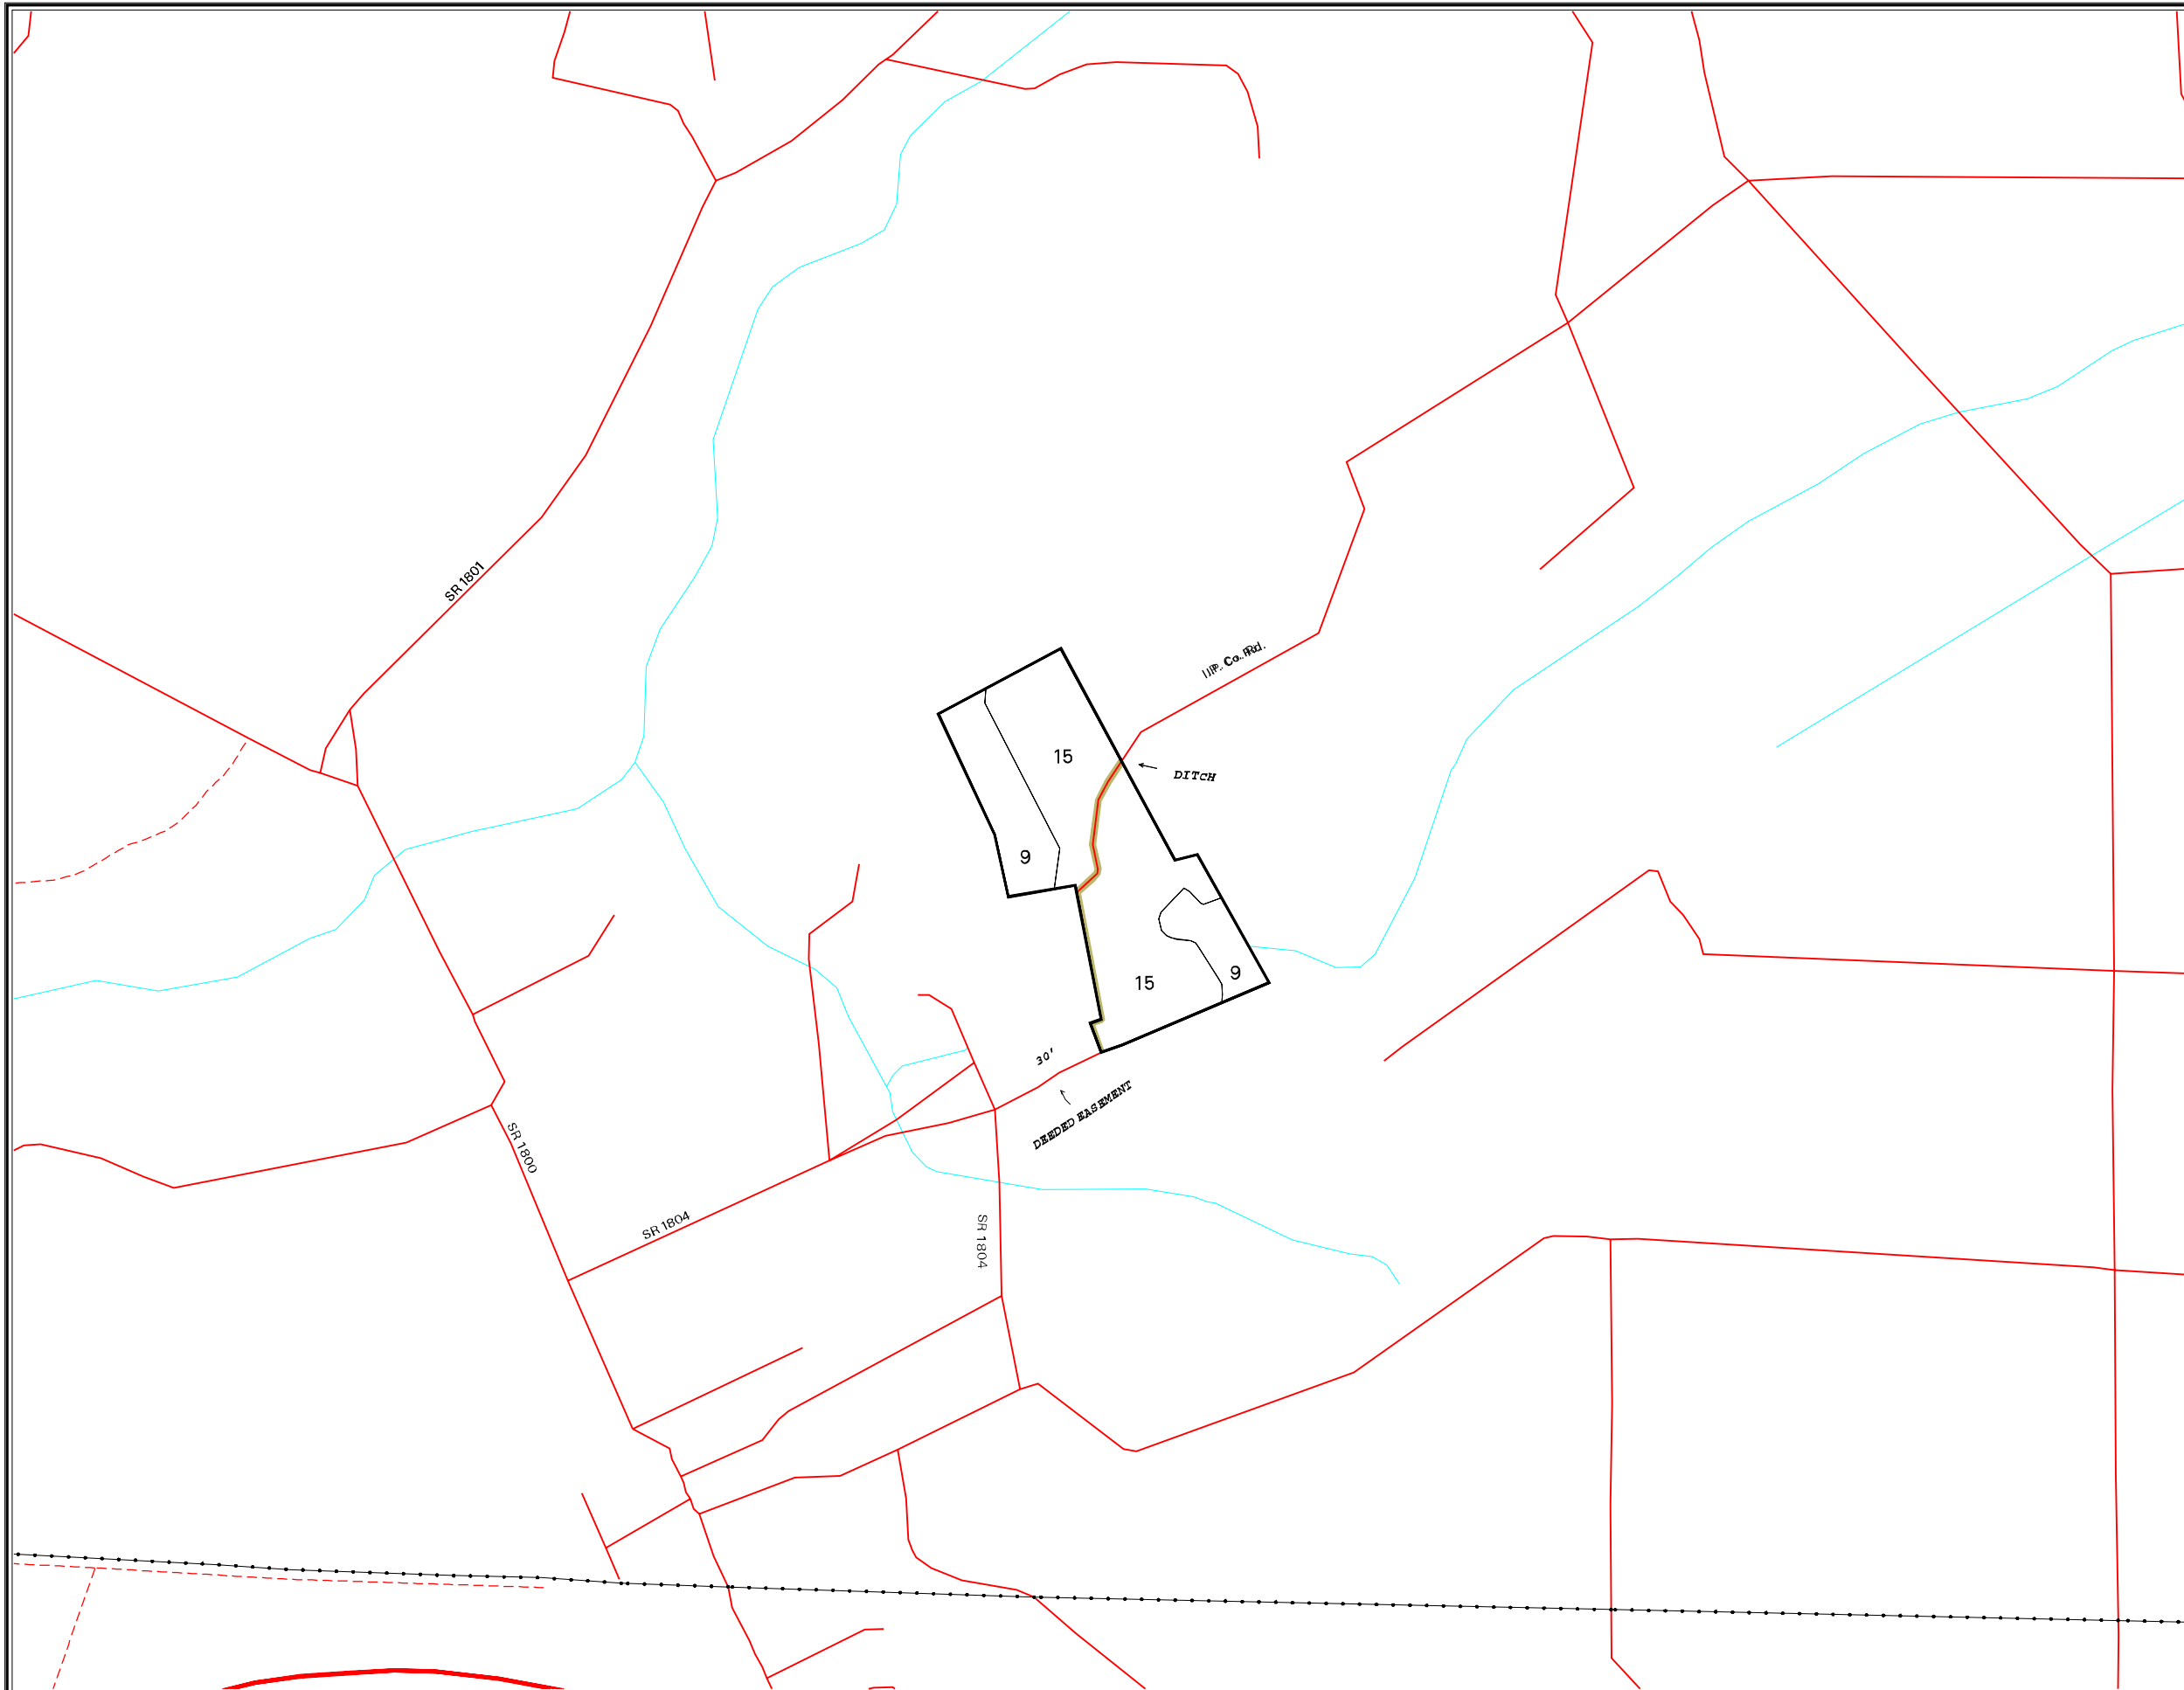 SR 1801
I.P. Co. Rd.
15
DITCH
9
15
9
30'
DEEDED EASEMENT
SR 1800
SR 1804
SR 1804